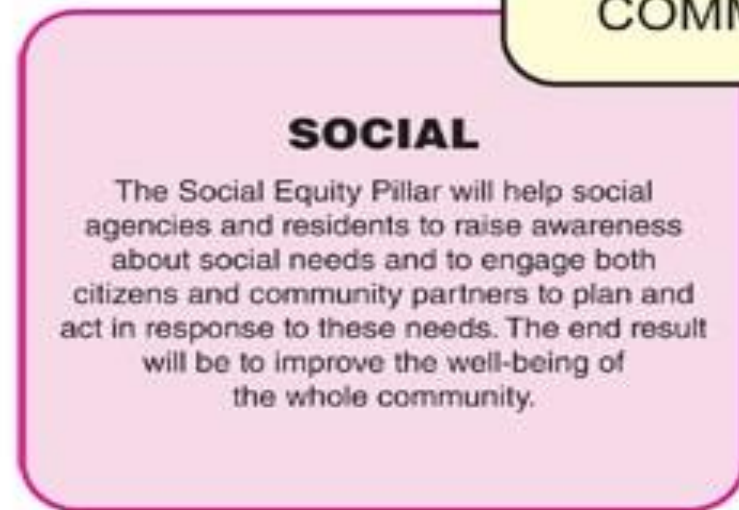 SOCIAL
The Social Equity Pillar will help social
agencies and residents to raise awareness
about social needs and to engage both
citizens and community partners to plan and
act in response to these needs. The end result
will be to improve the well-being of
the whole community.